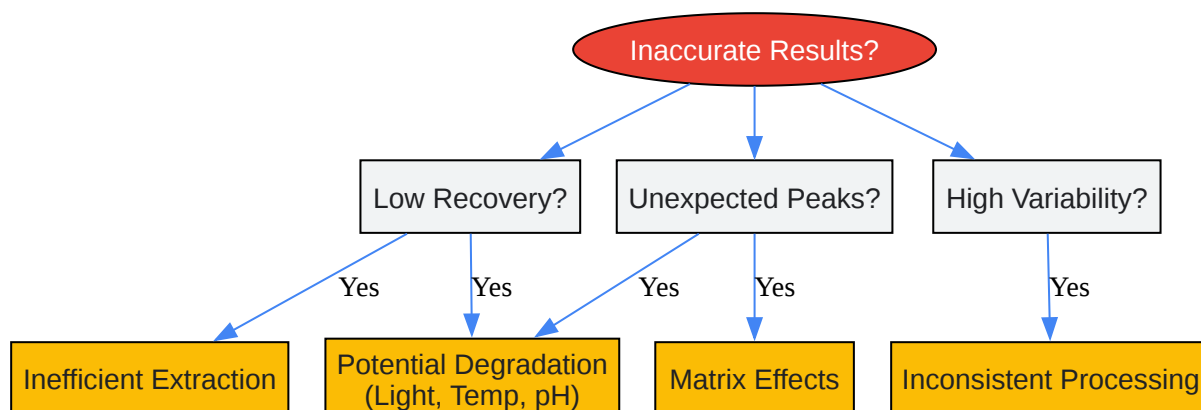 Inaccurate Results?
Low Recovery?
Unexpected Peaks?
High Variability?
Yes
Yes
Yes
Yes
Yes
Inefficient Extraction
Potential Degradation
(Light, Temp, pH)
Matrix Effects
Inconsistent Processing